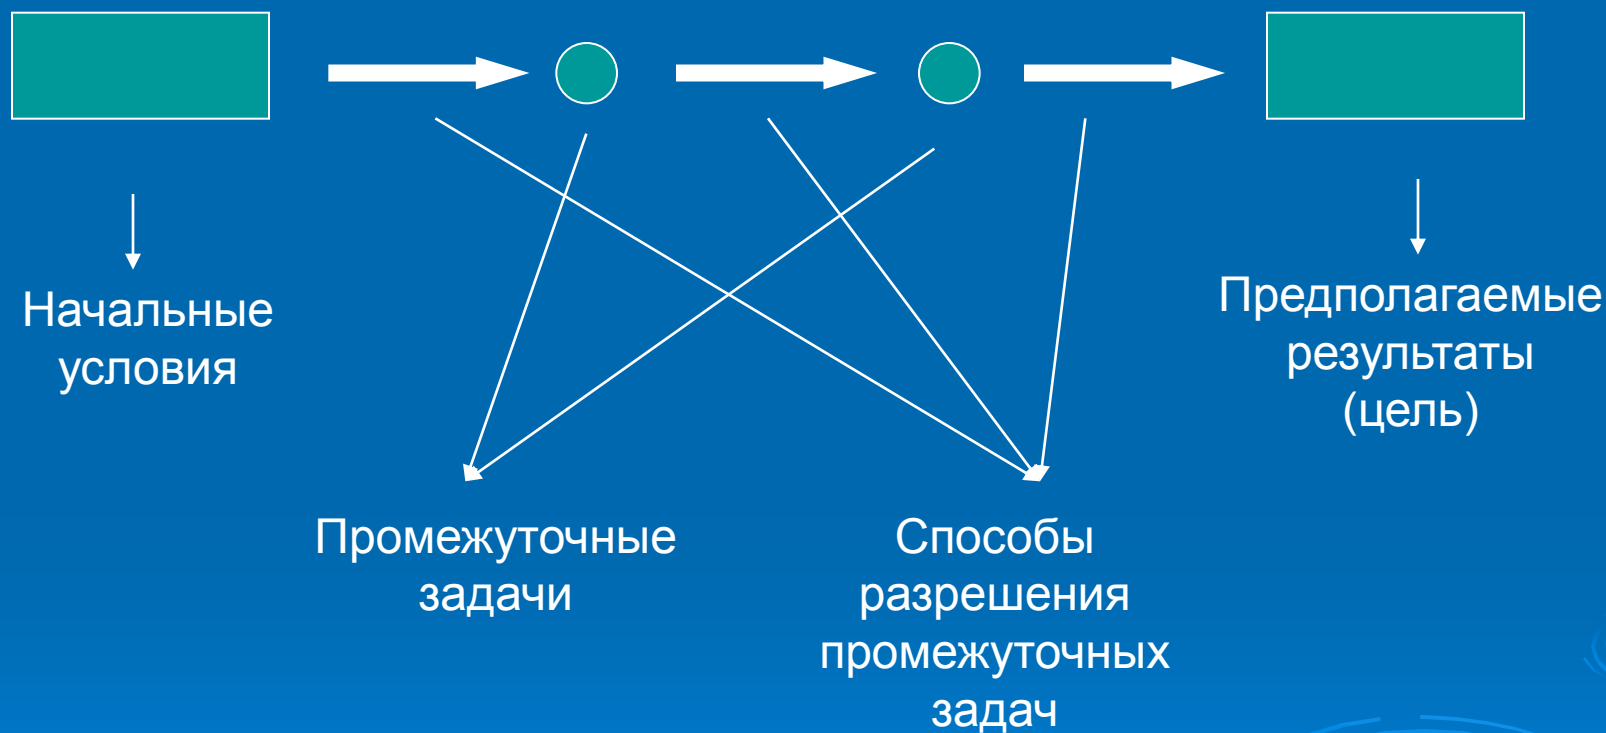 Начальные
условия
Предполагаемые
результаты
(цель)
Промежуточные
задачи
Способы
разрешения
промежуточных
задач